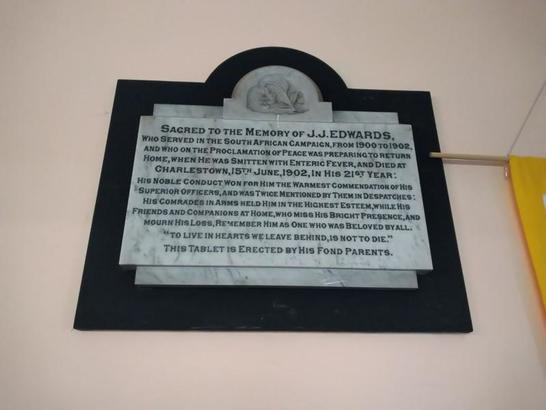 SACRED TO THE MEMORY OF J.J. EDWARDS,
WHO SERVED IN THE SOUTH AFRICAN CAMPAIGN, FROM 1900 TO 1902,
AND WHO ON THE PROCLAMATION OF PEACE WAS PREPARING TO RETURN
HOME, WHEN HE WAS SMITTEN WITH ENTERIC FEVER, AND DIED AT
CHARLESTOWN, 15TH JUNE, 1902, IN HIS 21ST YEAR:
HIS NOBLE CONDUCT WON FOR HIM THE WARMEST COMMENDATION OF HIS
SUPERIOR OFFICERS, AND WAS TWICE MENTIONED BY THEM IN DESPATCHES:
HIS COMRADES IN ARMS HELD HIM IN THE HIGHEST ESTEEM, WHILE HIS
FRIENDS AND COMPANIONS AT HOME, WHO MISS HIS BRIGHT PRESENCE, AND
MOURN HIS LOSS, REMEMBER HIM AS ONE WHO WAS BELOVED BY ALL.
"TO LIVE IN HEARTS WE LEAVE BEHIND, IS NOT TO DIE."
THIS TABLET IS ERECTED BY HIS FOND PARENTS.